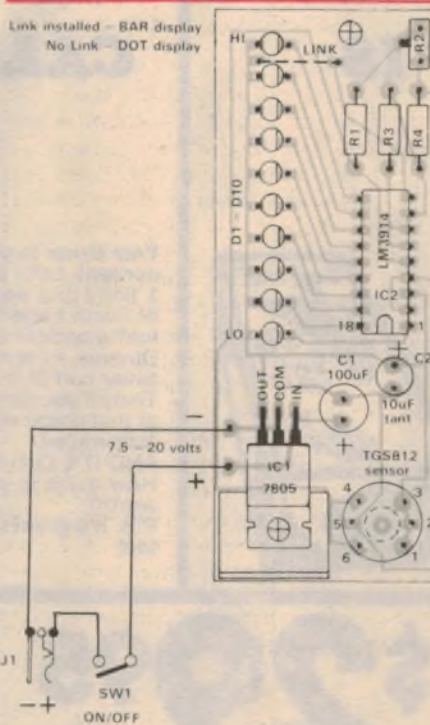 Link installed – BAR display
No Link – DOT display
HI
LINK
R2
R1
R3
R4
D1 – D10
LM3914
IC2
LO
18
1
C1
100uF
+
C2
+
10uF
tant
OUT
COM
IN
–
7.5 – 20 volts
+
IC1
7805
TGS812
sensor
4
3
5
2
6
1
J1
– +
SW1
ON/OFF